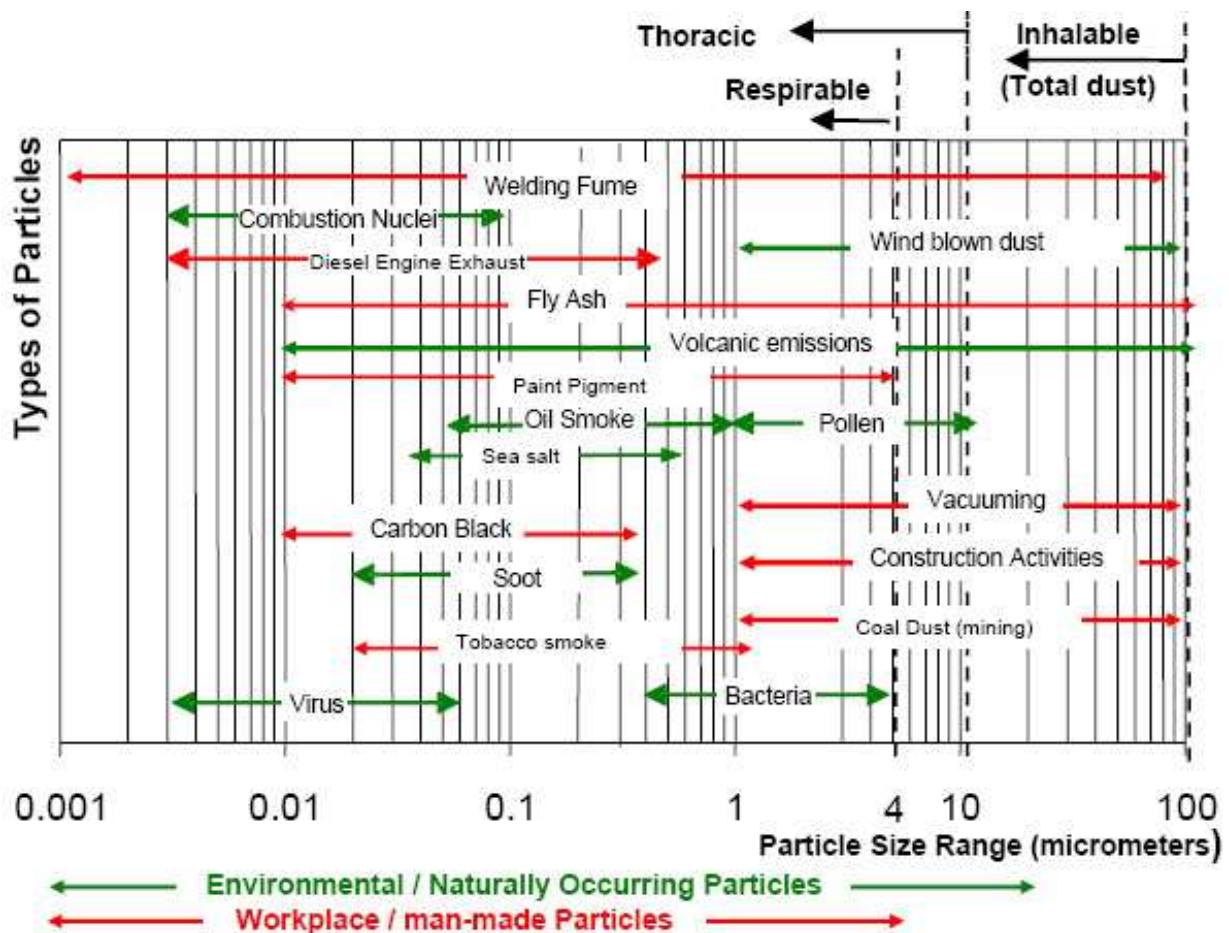 Thoracic
Inhalable
(Total dust)
Respirable
Types of Particles
Welding Fume
Combustion Nuclei
Wind blown dust
Diesel Engine Exhaust
Fly Ash
Volcanic emissions
Paint Pigment
Oil Smoke
Pollen
Sea salt
Vacuuming
Carbon Black
Construction Activities
Soot
Coal Dust (mining)
Tobacco smoke
Bacteria
Virus
0.001 0.01 0.1 1 4 10 100
Particle Size Range (micrometers)
Environmental / Naturally Occurring Particles
Workplace / man-made Particles